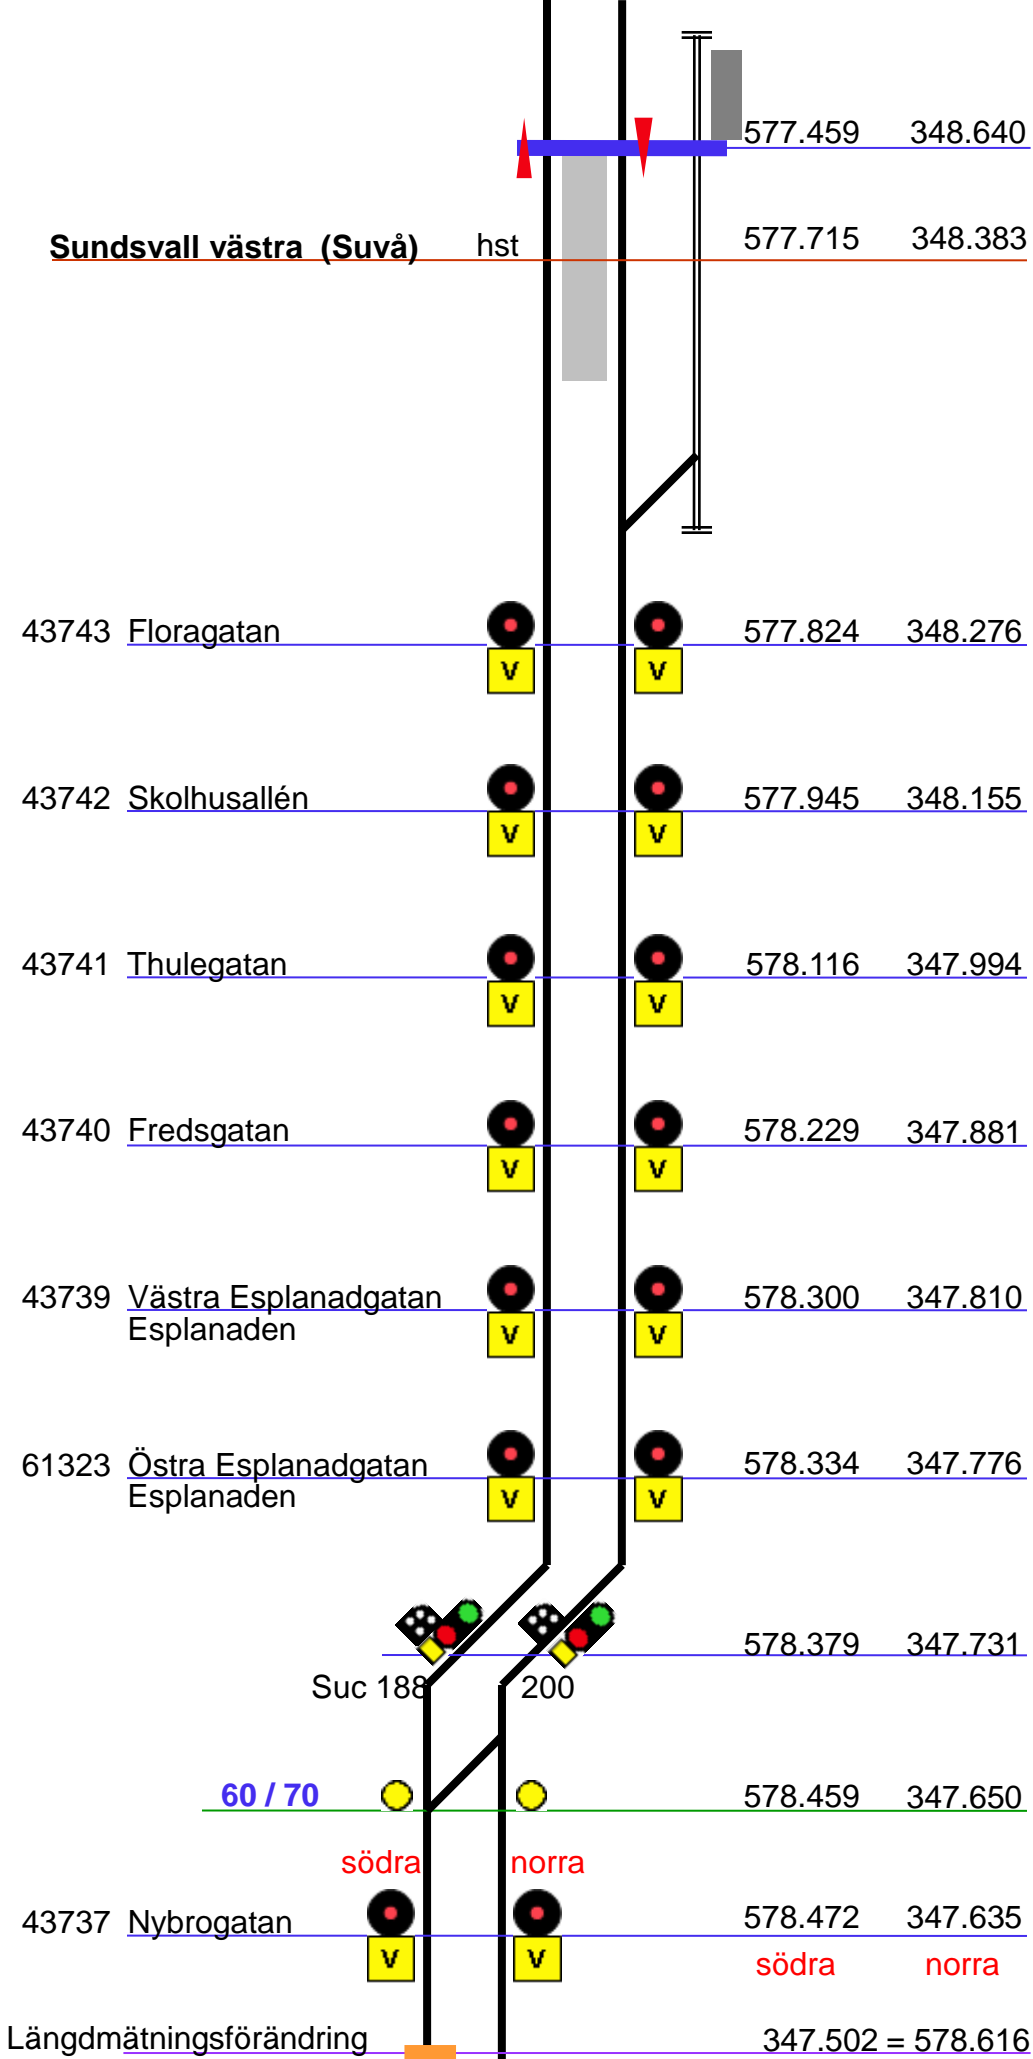 577.459 348.640
Sundsvall västra (Suvå) hst 577.715 348.383
43743 Floragatan 577.824 348.276
V V
43742 Skolhusallén 577.945 348.155
V V
43741 Thulegatan 578.116 347.994
V V
43740 Fredsgatan 578.229 347.881
V V
43739 Västra Esplanadgatan 578.300 347.810
Esplanaden V V
61323 Östra Esplanadgatan 578.334 347.776
Esplanaden V V
578.379 347.731
Suc 188 200
60 / 70 578.459 347.650
södra norra
43737 Nybrogatan 578.472 347.635
V V södra norra
Längdmätningsförändring 347.502 = 578.616